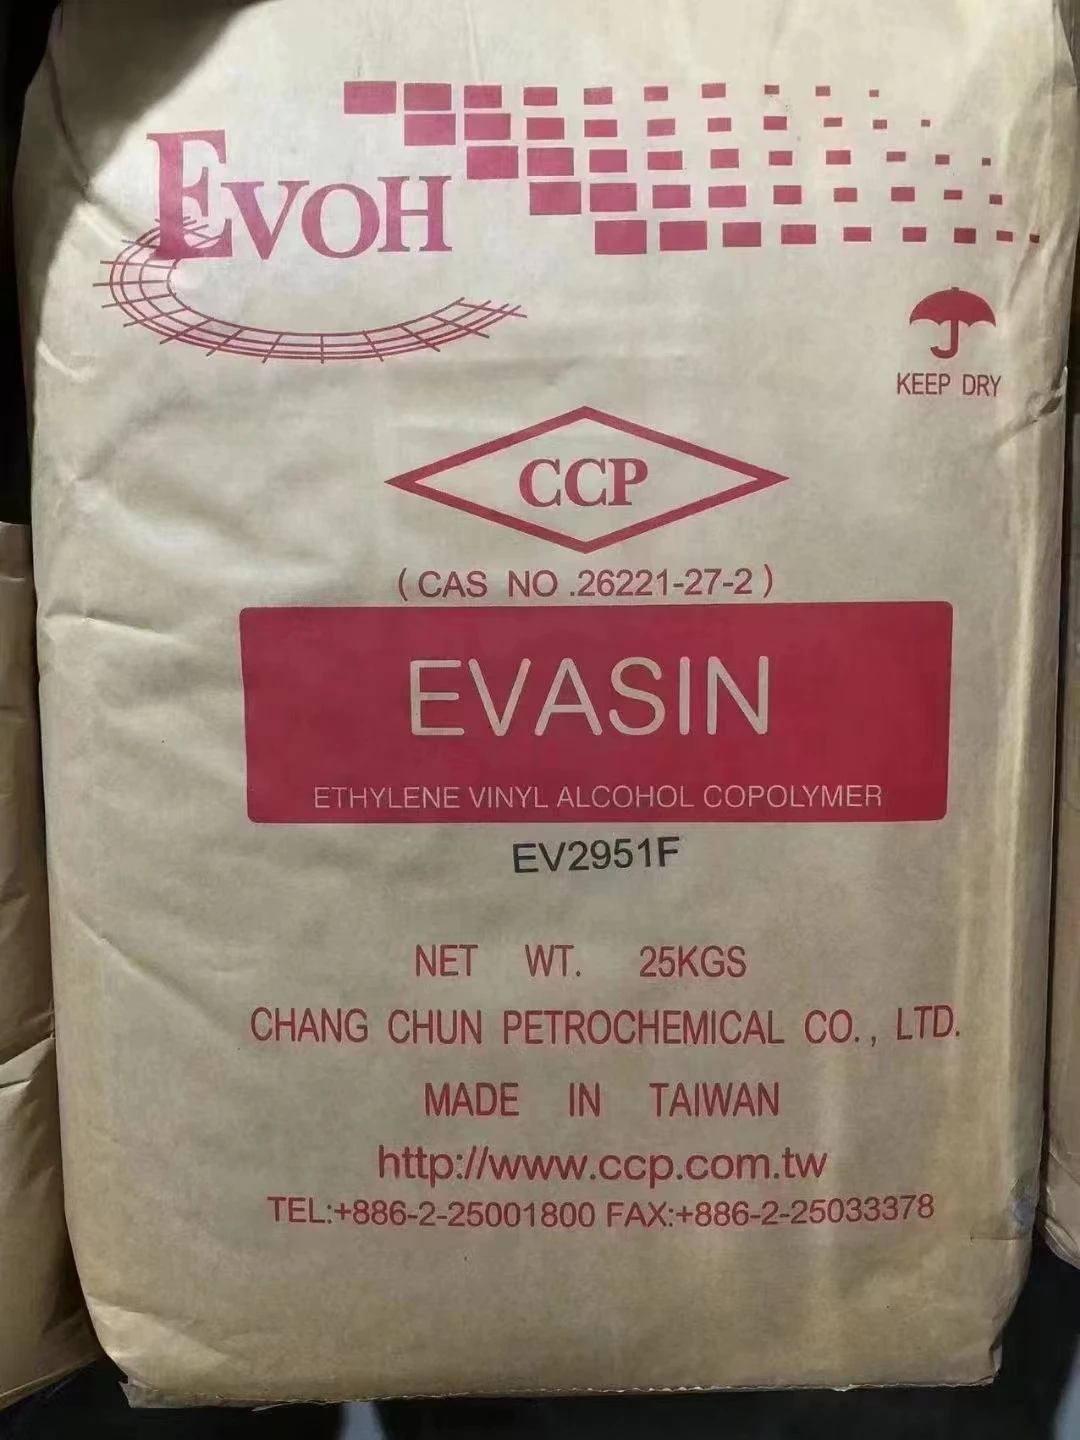 EVOH
KEEP DRY
CCP
(CAS NO.26221-27-2)
EVASIN
ETHYLENE VINYL ALCOHOL COPOLYMER
EV2951F
NET WT. 25KGS
CHANG CHUN PETROCHEMICAL CO., LTD.
MADE IN TAIWAN
http://www.ccp.com.tw
TEL:+886-2-25001800 FAX:+886-2-25033378